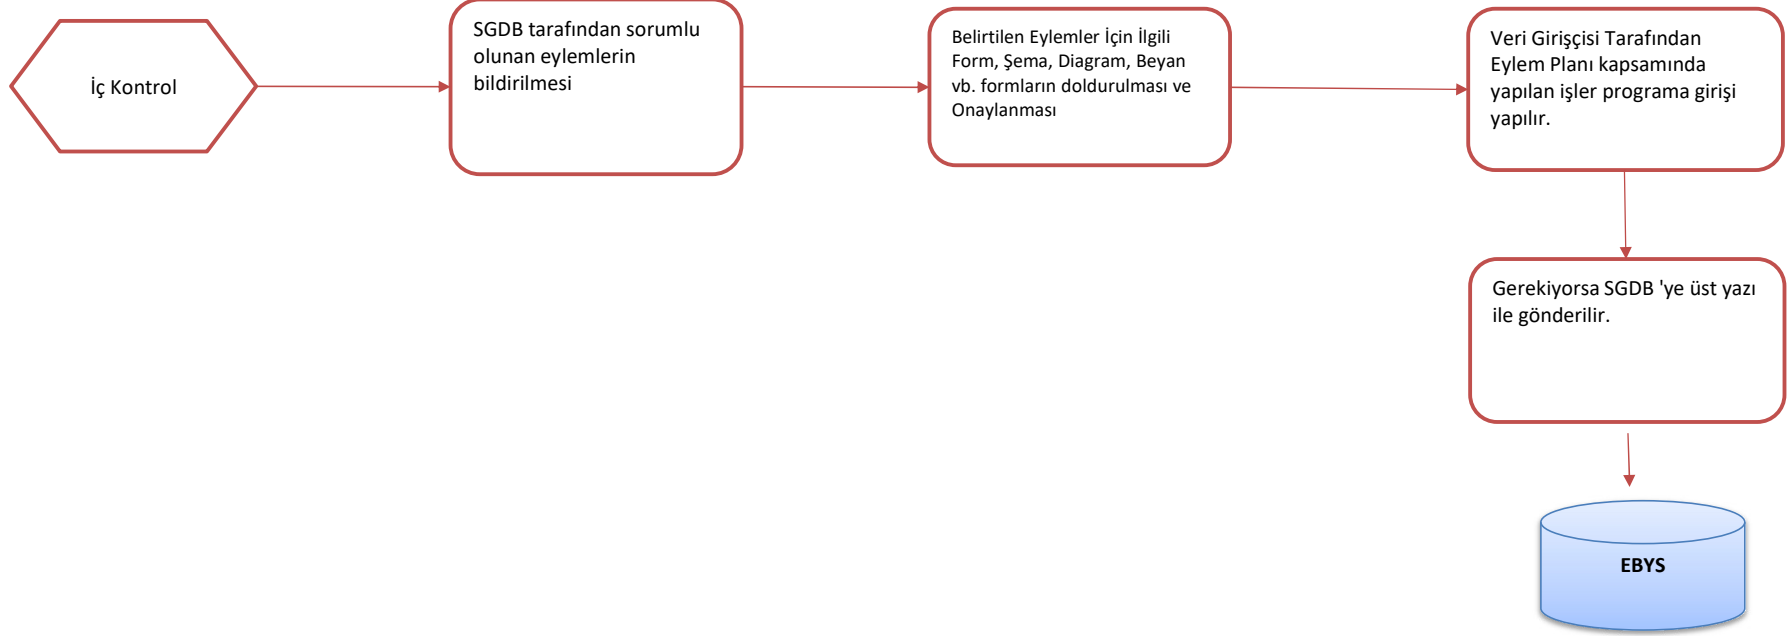 İç Kontrol
SGDB tarafından sorumlu
olunan eylemlerin
bildirilmesi
Belirtilen Eylemler İçin İlgili
Form, Şema, Diagram, Beyan
vb. formların doldurulması ve
Onaylanması
Veri Girişçisi Tarafından
Eylem Planı kapsamında
yapılan işler programa girişi
yapılır.
Gerekiyorsa SGDB 'ye üst yazı
ile gönderilir.
EBYS